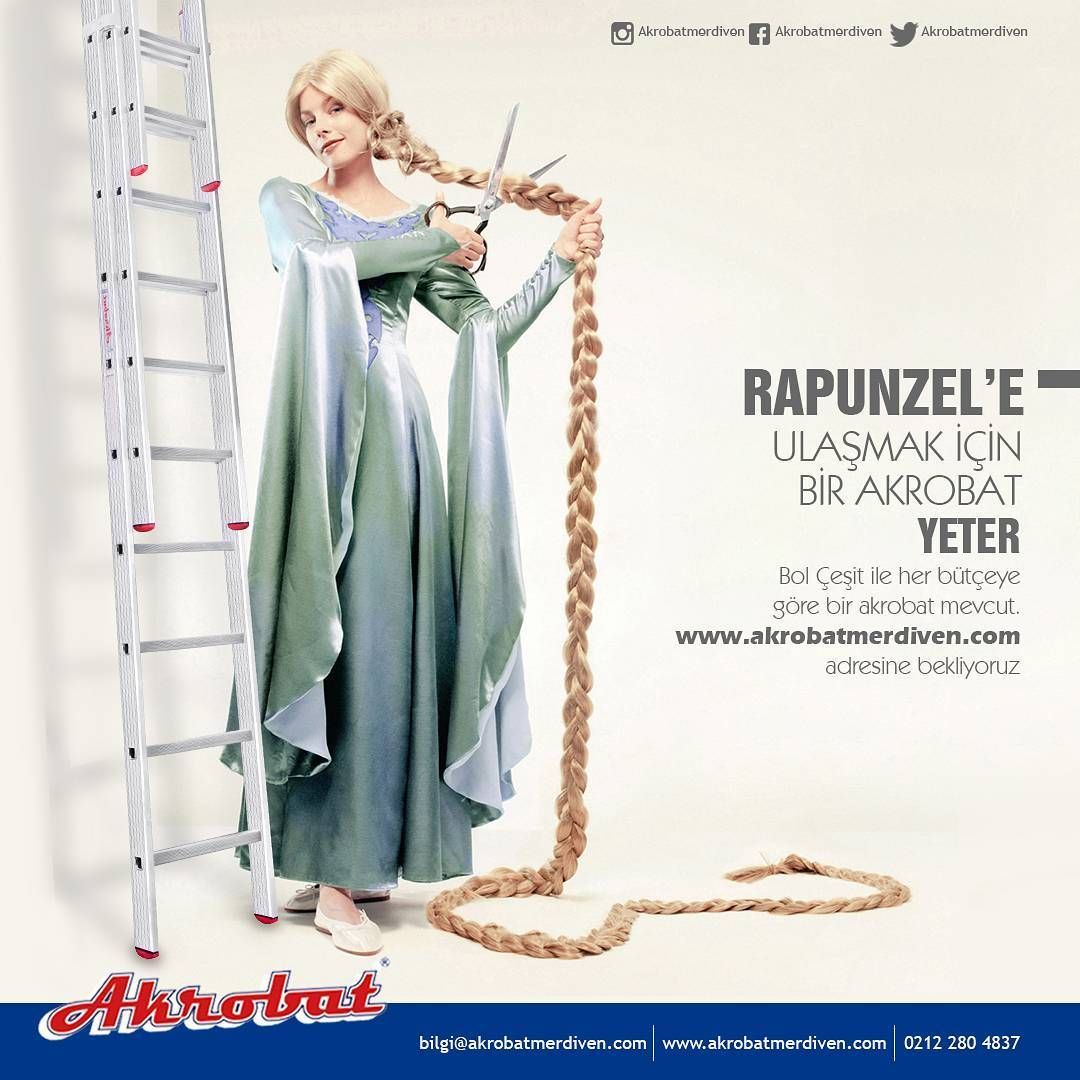 Akrobatmerdiven Akrobatmerdiven Akrobatmerdiven
RAPUNZEL'E
ULAŞMAK İÇİN
BİR AKROBAT
YETER
Bol Çeşit ile her bütçeye
göre bir akrobat mevcut.
www.akrobatmerdiven.com
adresine bekliyoruz
Akrobat®
bilgi@akrobatmerdiven.com www.akrobatmerdiven.com 0212 280 4837